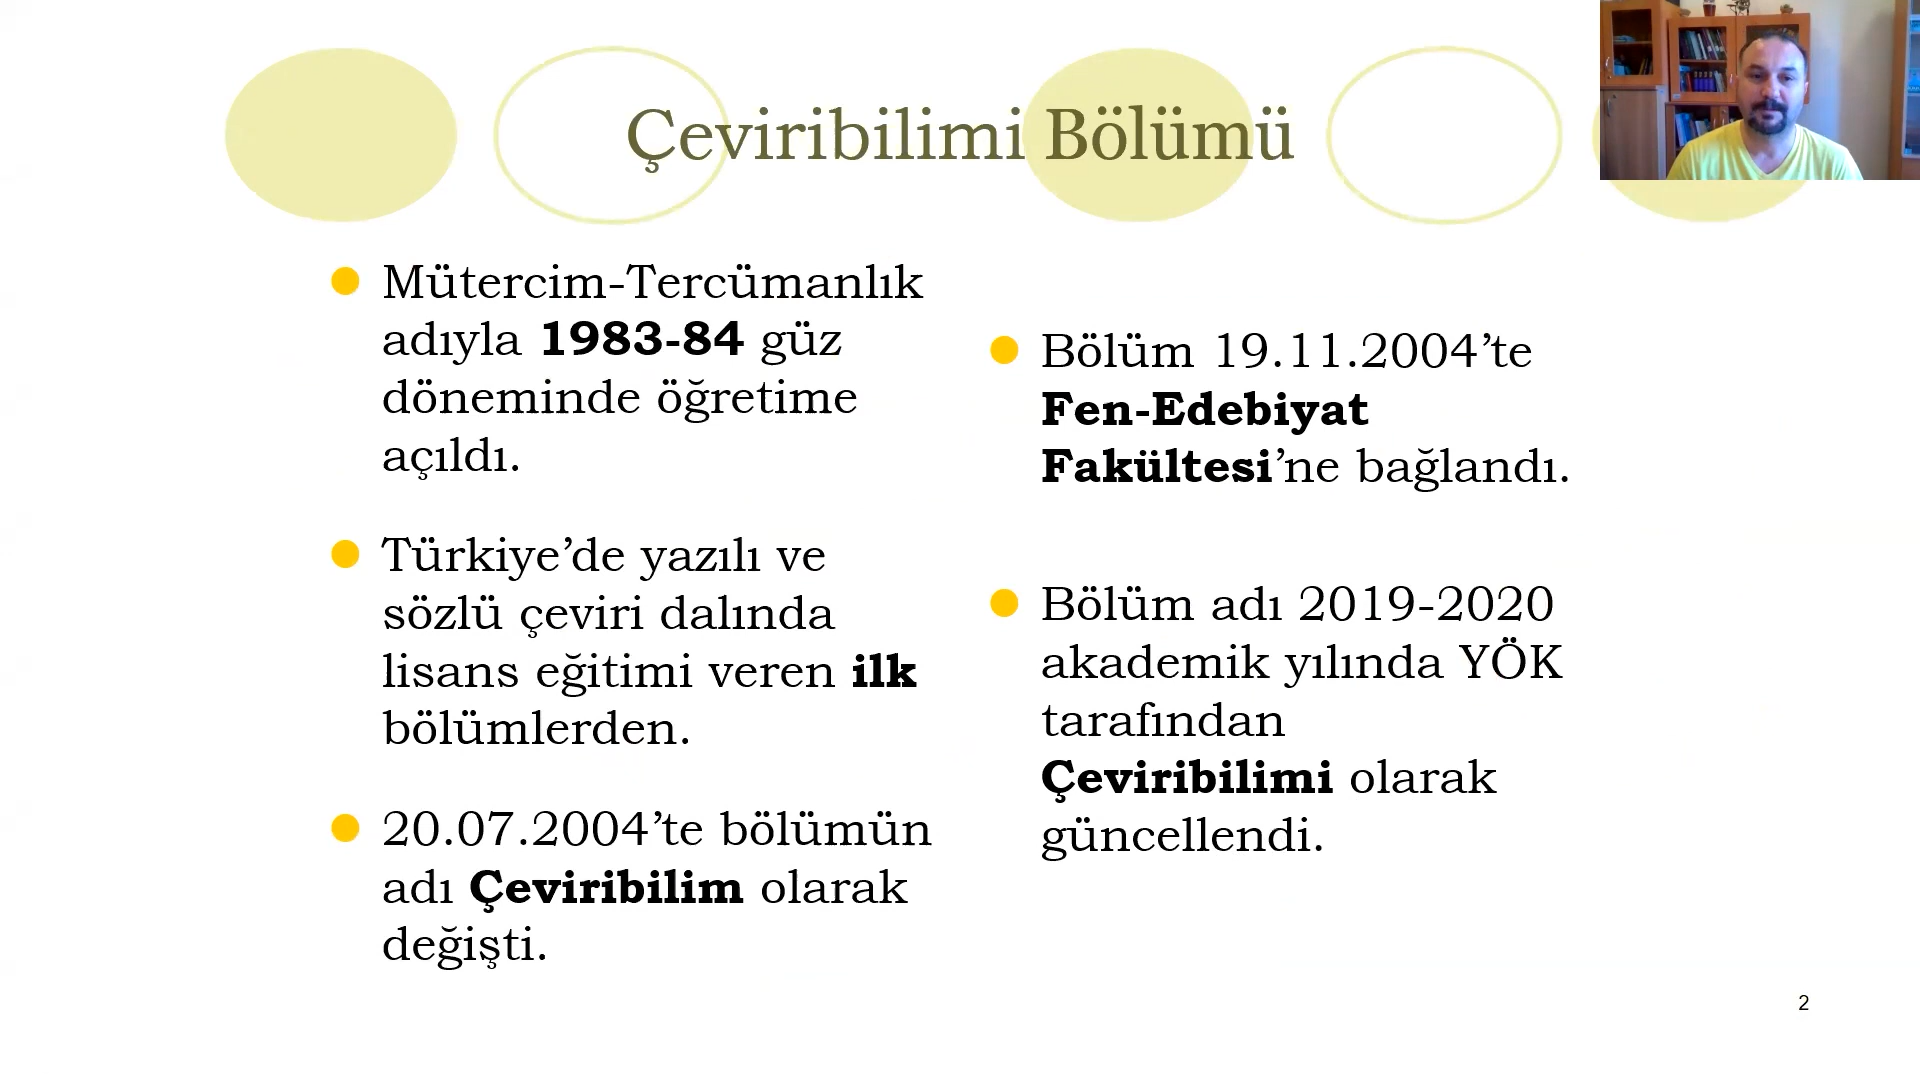 Çeviribilimi Bölümü
Mütercim-Tercümanlık
adıyla 1983-84 güz
döneminde öğretime
açıldı.
Türkiye’de yazılı ve
sözlü çeviri dalında
lisans eğitimi veren ilk
bölümlerden.
20.07.2004’te bölümün
adı Çeviribilim olarak
değişti.
Bölüm 19.11.2004’te
Fen-Edebiyat
Fakültesi’ne bağlandı.
Bölüm adı 2019-2020
akademik yılında YÖK
tarafından
Çeviribilimi olarak
güncellendi.
2